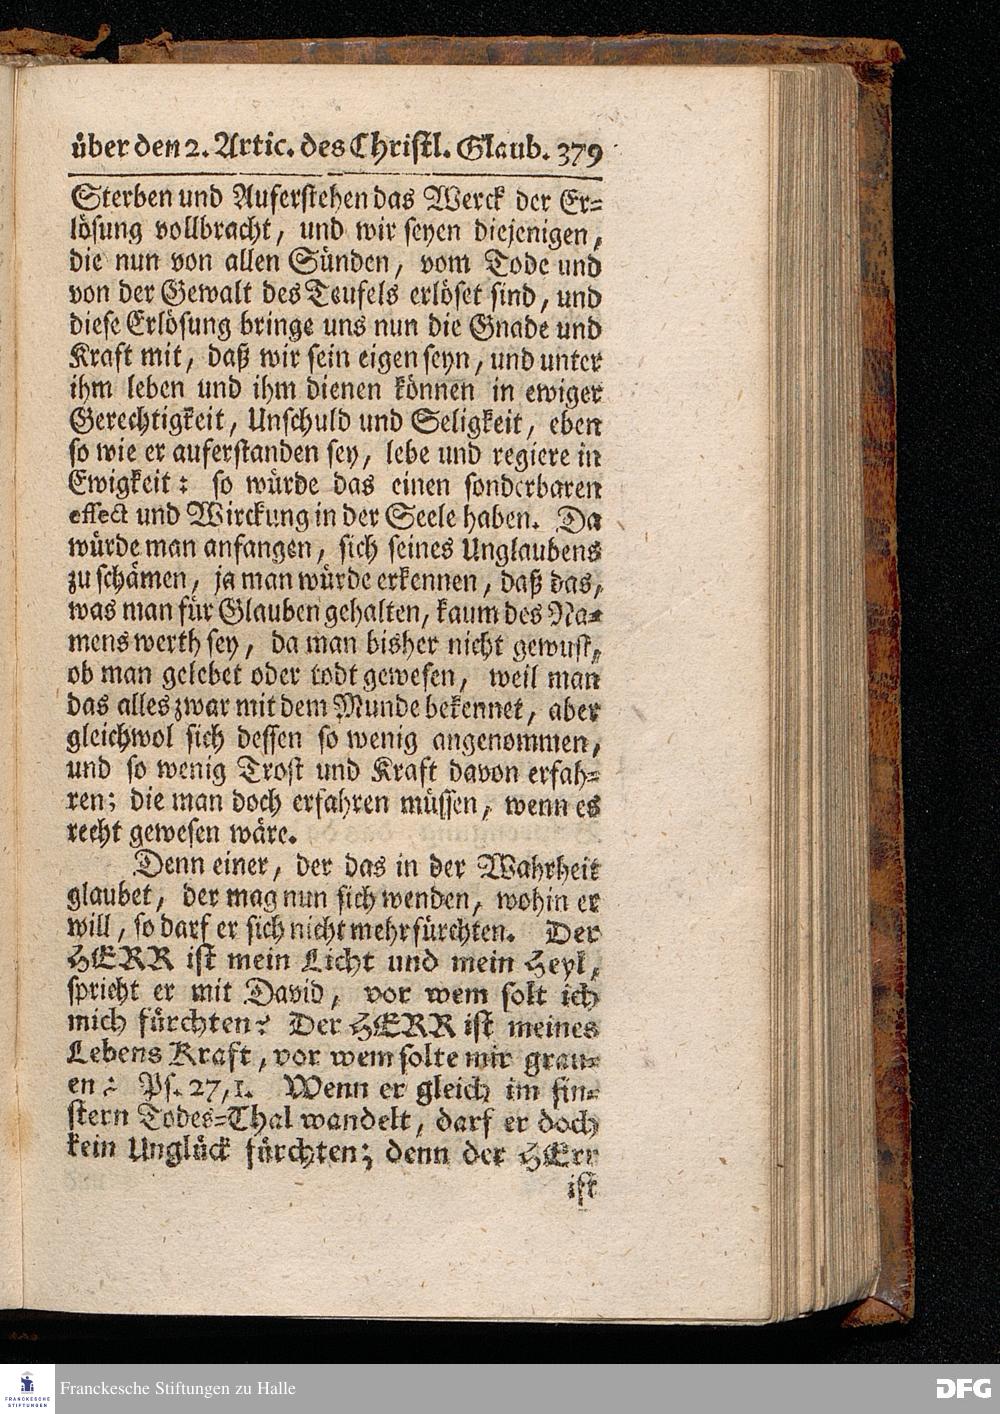 über den 2. Artic. des Christl. Glaub. 379
Sterben und Auferstehen das Werck der Er-
lösung vollbracht, und wir seyen diejenigen,
die nun von allen Sünden, vom Tode und
von der Gewalt des Teufels erlöset sind, und
diese Erlösung bringe uns nun die Gnade und
Kraft mit, daß wir sein eigen seyn, und unter
ihm leben und ihm dienen können in ewiger
Gerechtigkeit, Unschuld und Seligkeit, eben
so wie er auferstanden sey, lebe und regiere in
Ewigkeit: so würde das einen sonderbaren
effect und Wirckung in der Seele haben. Da
würde man anfangen, sich seines Unglaubens
zu schämen, ja man würde erkennen, daß das,
was man für Glauben gehalten, kaum des Na-
mens werth sey, da man bisher nicht gewust,
ob man gelebet oder todt gewesen, weil man
das alles zwar mit dem Munde bekennet, aber
gleichwol sich dessen so wenig angenommen,
und so wenig Trost und Kraft davon erfah-
ren; die man doch erfahren müssen, wenn es
recht gewesen wäre.
Denn einer, der das in der Wahrheit
glaubet, der mag nun sich wenden, wohin er
will, so darf er sich nicht mehr fürchten. Der
HERR ist mein Licht und mein Heyl,
spricht er mit David, vor wem solt ich
mich fürchten? Der HERR ist meines
Lebens Kraft, vor wem solte mir grau-
en? Ps. 27, 1. Wenn er gleich im fin-
stern Todes-Thal wandelt, darf er doch
kein Unglück fürchten; denn der HErr
ist
Franckesche Stiftungen zu Halle
FRANCKESCHE
STIFTUNGEN
DFG